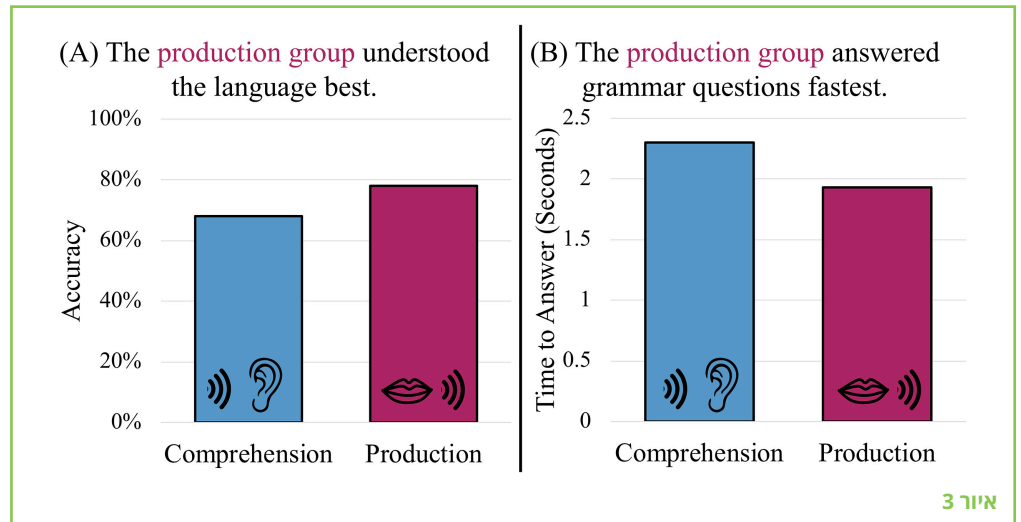 (A) The production group understood
the language best.
100%
80%
60%
40%
20%
0%
Accuracy
Comprehension
Production
(B) The production group answered
grammar questions fastest.
2.5
2
1.5
1
0.5
0
Time to Answer (Seconds)
Comprehension
Production
איור 3